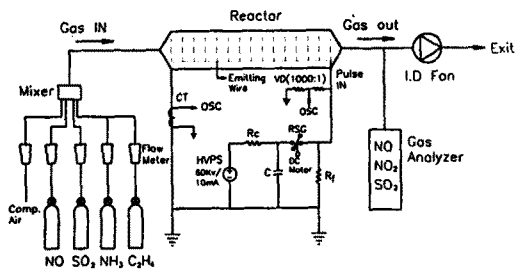 Reactor
Gas IN
Gas out
Exit
I.D Fan
Emitting
Wire
VD(1000:1)
Pulse
IN
OSC
Mixer
CT
OSC
RSG
Rc
DC
Motor
Flow
Meter
HVPS
60Kv/
10mA
C
Rf
Gas
Analyzer
NO
NO2
SO2
Comp.
Air
NO SO2 NH3 C2H4